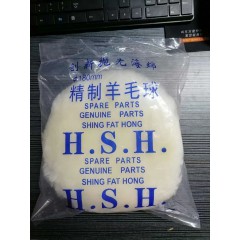 180mm
精制羊毛球
SPARE PARTS
GENUINE PARTS
SHING FAT HONG
H.S.H.
SPARE PARTS
GENUINE PARTS
SHING FAT HONG
H.S.H.